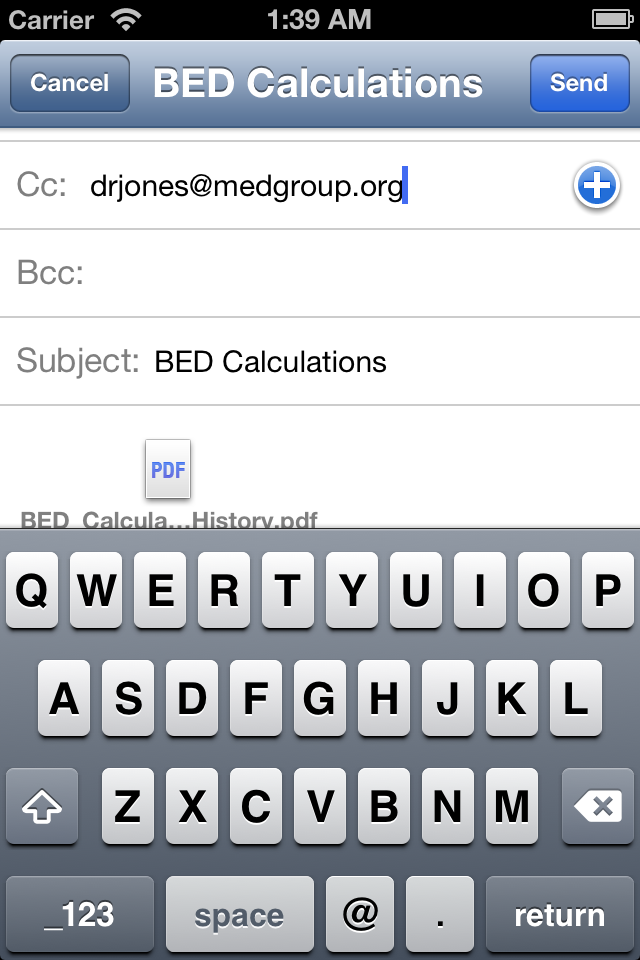 Carrier 1:39 AM
Cancel BED Calculations Send
Cc: drjones@medgroup.org
Bcc:
Subject: BED Calculations
PDF
BED_Calcula...History.pdf
Q W E R T Y U I O P
A S D F G H J K L
Z X C V B N M
_123 space @ . return